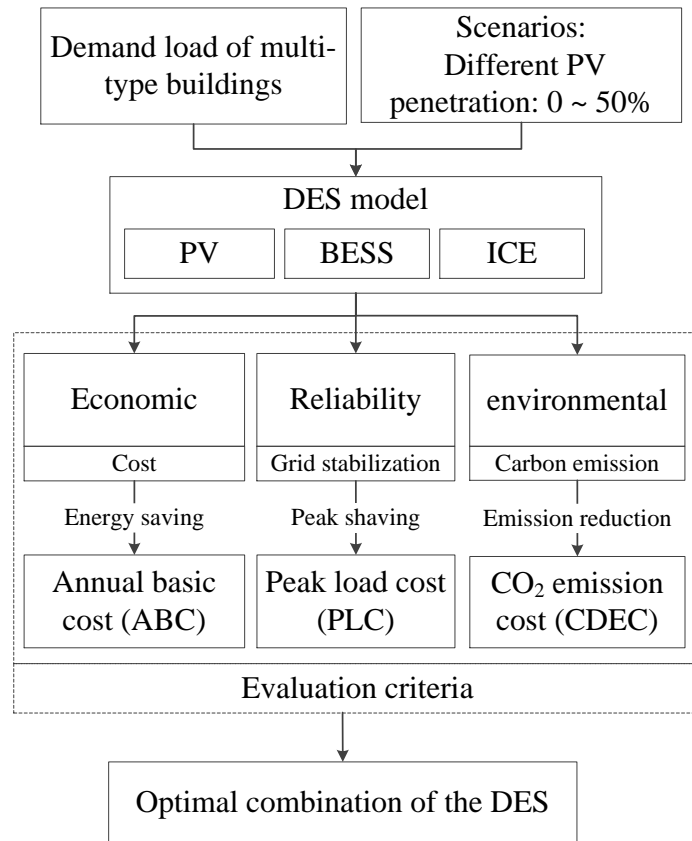 Demand load of multi-
type buildings
Scenarios:
Different PV
penetration: 0 ~ 50%
DES model
PV
BESS
ICE
Economic
Cost
Energy saving
Annual basic
cost (ABC)
Reliability
Grid stabilization
Peak shaving
Peak load cost
(PLC)
environmental
Carbon emission
Emission reduction
CO₂ emission
cost (CDEC)
Evaluation criteria
Optimal combination of the DES